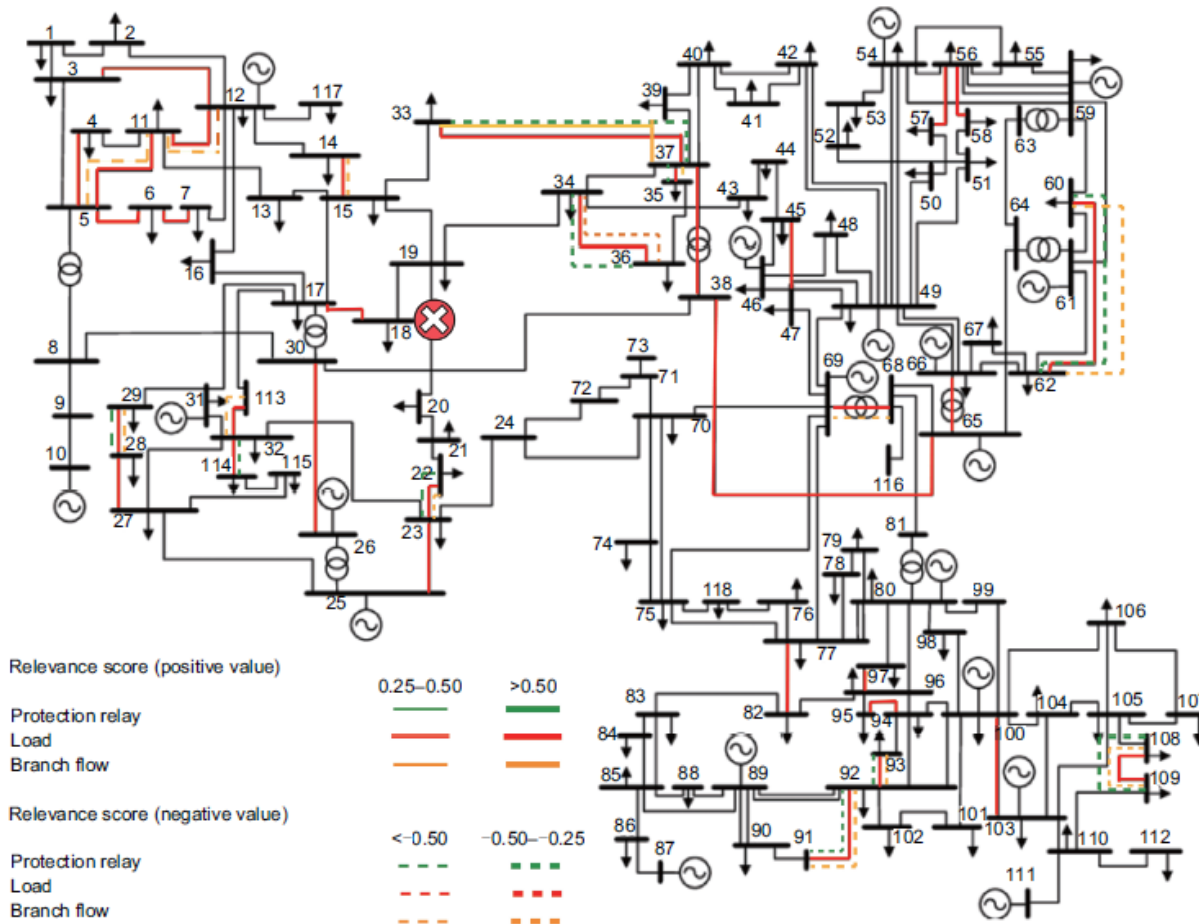 1 2 54 56 55
40 42
3 12 117 39 59
4 11 33 41 53 57 58 63
14 37 44 52
6 7 34 35 43 50 51 60
5 13 15 45 48 64
16 19 36
17 38 46 47 49 61
18 73 69 68 67
8 30 72 71 66 62
29 31 113 20 24 65
9 28 32 21 70
10 114 115 22 116
27 23
26 81
25 74 79
78 80 99
75 118 76 106
77 98
Relevance score (positive value)
0.25–0.50 >0.50
Protection relay
Load
Branch flow
97 96
83 82 95 94 100 104 105 107
84 93 108
85 88 89 92 109
86 90 91 102 101 103 110 112
87 111
Relevance score (negative value)
<−0.50 −0.50–−0.25
Protection relay
Load
Branch flow